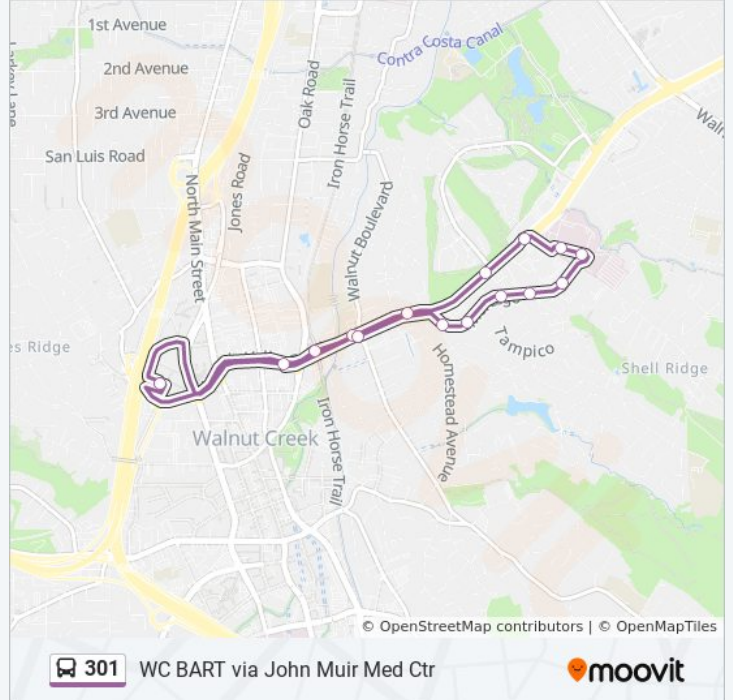 1st Avenue
Contra Costa Canal
2nd Avenue
Oak Road
Iron Horse Trail
3rd Avenue
San Luis Road
Jones Road
North Main Street
Walnut Boulevard
es Ridge
Tampico
Shell Ridge
Homestead Avenue
Iron Horse Trail
Walnut Creek
© OpenStreetMap contributors | © OpenMapTiles
301 WC BART via John Muir Med Ctr
moovit